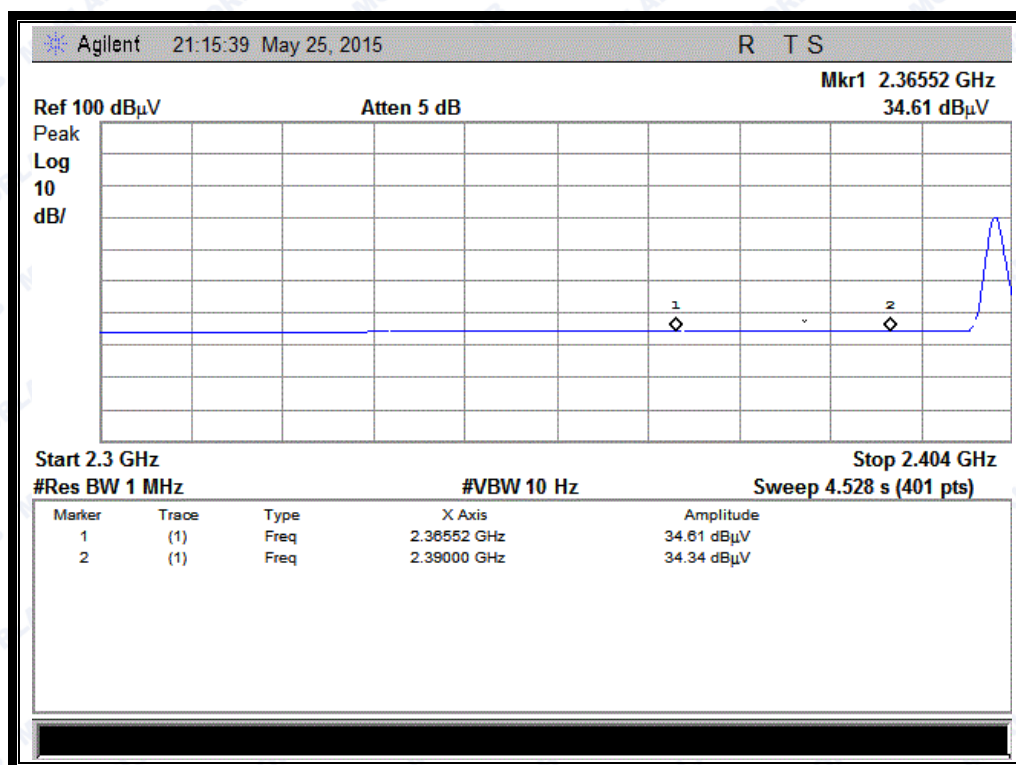 Agilent 21:15:39 May 25, 2015 R T S
Mkr1 2.36552 GHz
Ref 100 dBµV Atten 5 dB 34.61 dBµV
Peak
Log
10
dB/
1 2
Start 2.3 GHz Stop 2.404 GHz
#Res BW 1 MHz #VBW 10 Hz Sweep 4.528 s (401 pts)
Marker Trace Type X Axis Amplitude
1 (1) Freq 2.36552 GHz 34.61 dBµV
2 (1) Freq 2.39000 GHz 34.34 dBµV